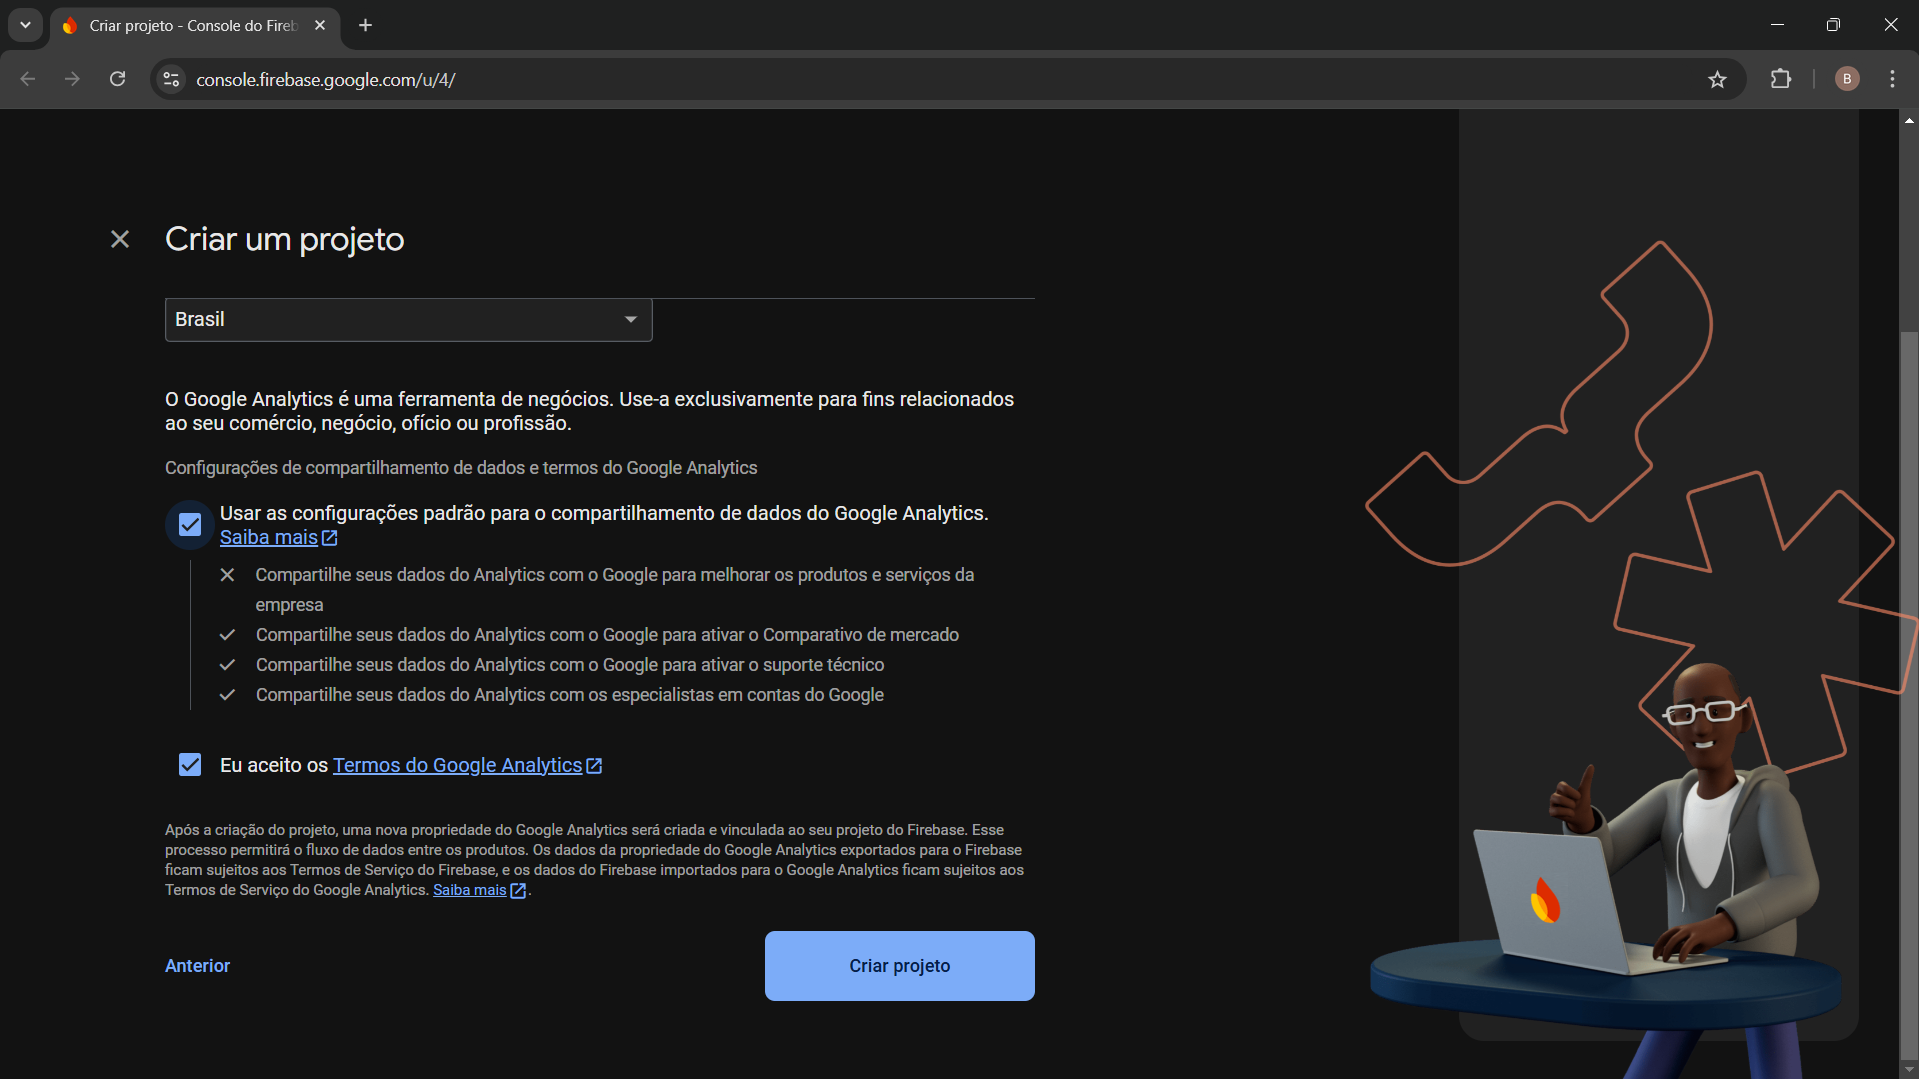 Criar projeto - Console do Fireb
console.firebase.google.com/u/4/
B
Criar um projeto
Brasil
O Google Analytics é uma ferramenta de negócios. Use-a exclusivamente para fins relacionados
ao seu comércio, negócio, ofício ou profissão.
Configurações de compartilhamento de dados e termos do Google Analytics
Usar as configurações padrão para o compartilhamento de dados do Google Analytics.
Saiba mais
Compartilhe seus dados do Analytics com o Google para melhorar os produtos e serviços da
empresa
Compartilhe seus dados do Analytics com o Google para ativar o Comparativo de mercado
Compartilhe seus dados do Analytics com o Google para ativar o suporte técnico
Compartilhe seus dados do Analytics com os especialistas em contas do Google
Eu aceito os Termos do Google Analytics
Após a criação do projeto, uma nova propriedade do Google Analytics será criada e vinculada ao seu projeto do Firebase. Esse
processo permitirá o fluxo de dados entre os produtos. Os dados da propriedade do Google Analytics exportados para o Firebase
ficam sujeitos aos Termos de Serviço do Firebase, e os dados do Firebase importados para o Google Analytics ficam sujeitos aos
Termos de Serviço do Google Analytics. Saiba mais.
Anterior
Criar projeto